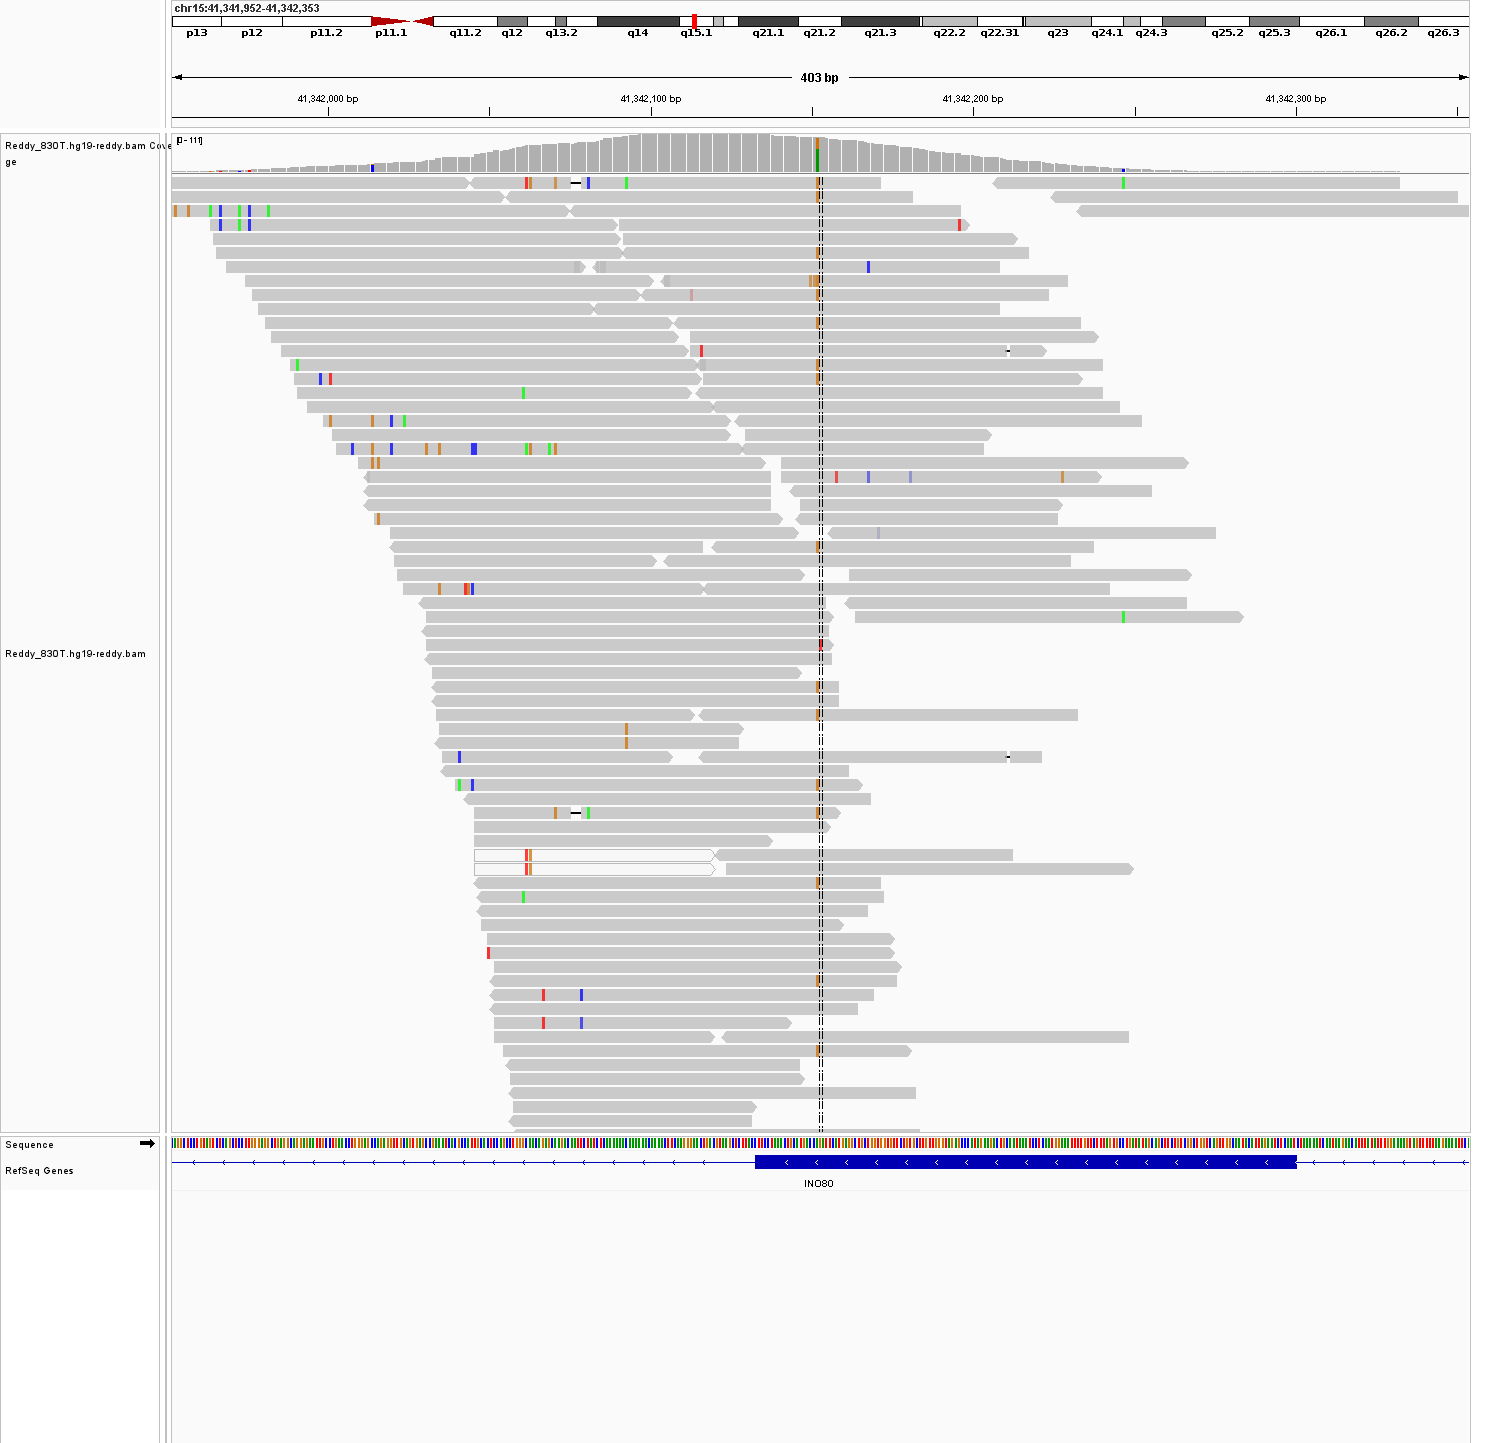 chr15:41,341,952-41,342,353
p13 p12 p11.2 p11.1 q11.2 q12 q13.2 q14 q15.1 q21.1 q21.2 q21.3 q22.2 q22.31 q23 q24.1 q24.3 q25.2 q25.3 q26.1 q26.2 q26.3
403 bp
41,342,000 bp 41,342,100 bp 41,342,200 bp 41,342,300 bp
Reddy_830T.hg19-reddy.bam Cove
ge
[0 - 111]
Reddy_830T.hg19-reddy.bam
Sequence
RefSeq Genes
INO80